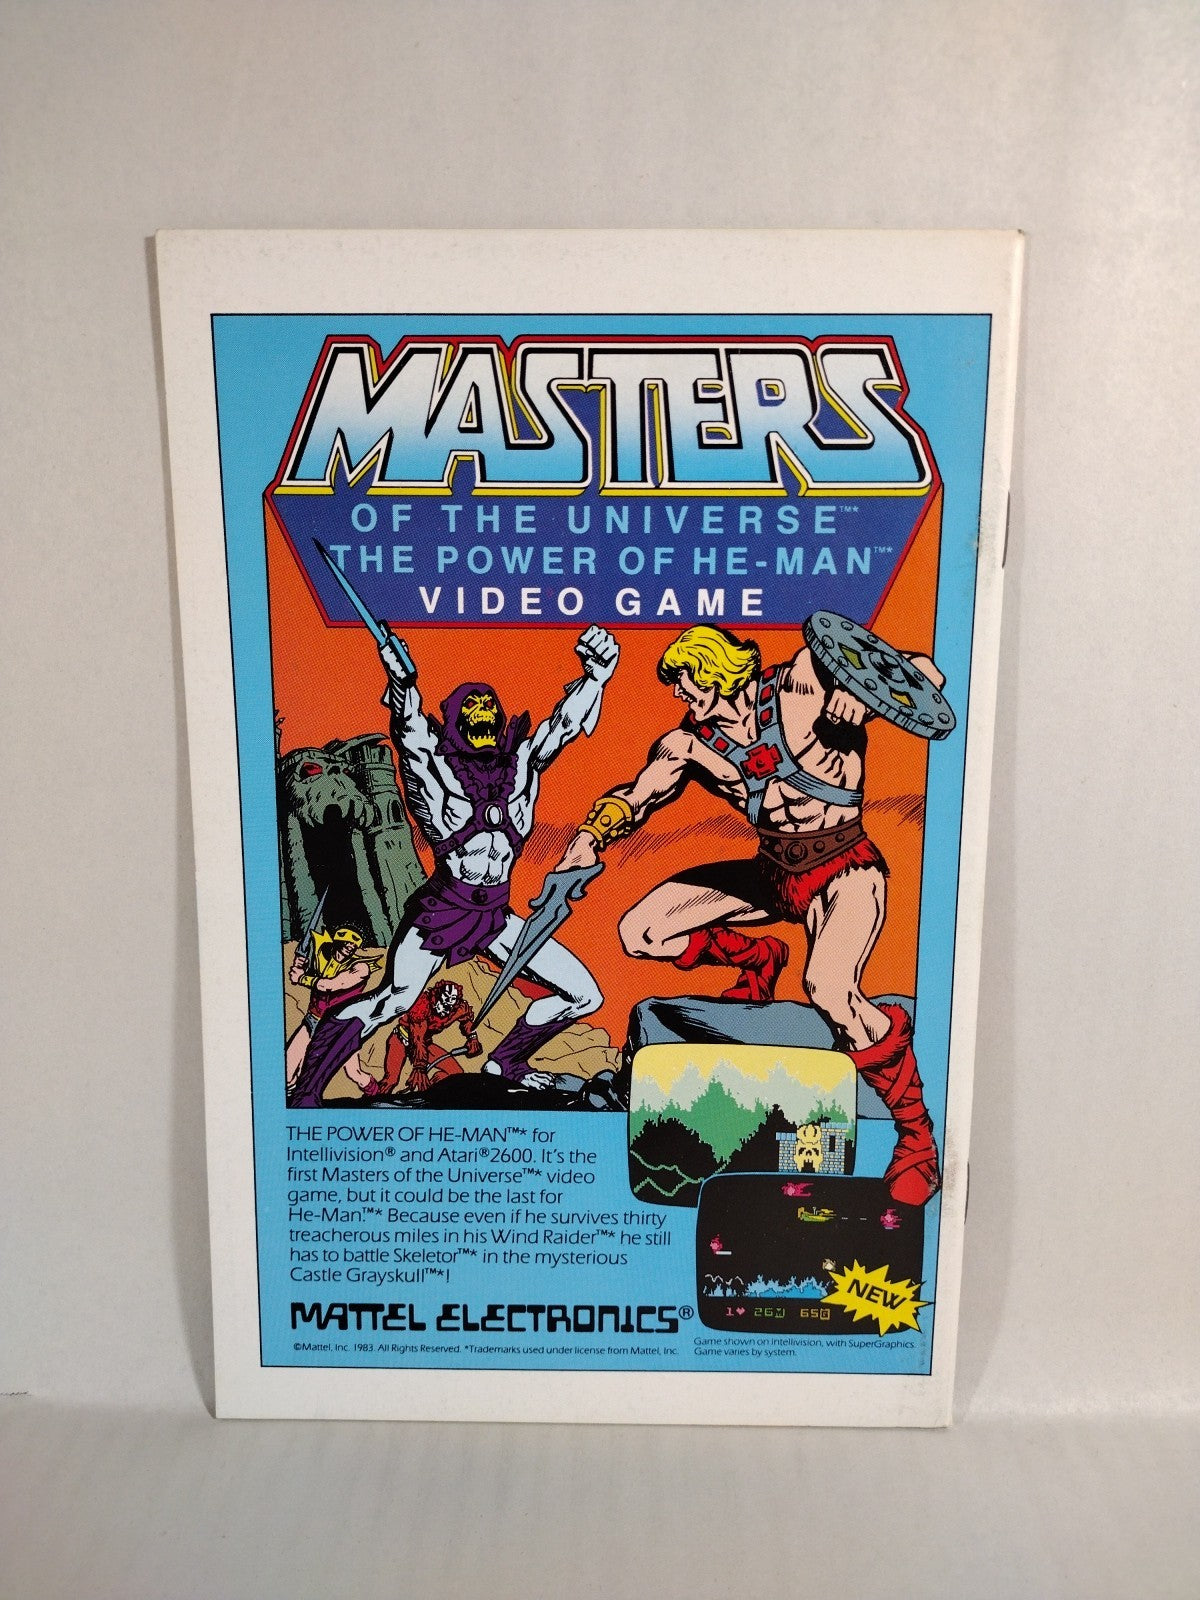 MASTERS
OF THE UNIVERSE™*
THE POWER OF HE-MAN™*
VIDEO GAME
THE POWER OF HE-MAN™* for
Intellivision® and Atari®2600. It's the
first Masters of the Universe™* video
game, but it could be the last for
He-Man.™* Because even if he survives thirty
treacherous miles in his Wind Raider™* he still
has to battle Skeletor™* in the mysterious
Castle Grayskull™*!
MATTEL ELECTRONICS®
©Mattel, Inc. 1983. All Rights Reserved. *Trademarks used under license from Mattel, Inc.
1♥ 26M 65
NEW
Game shown on Intellivision, with SuperGraphics.
Game varies by system.